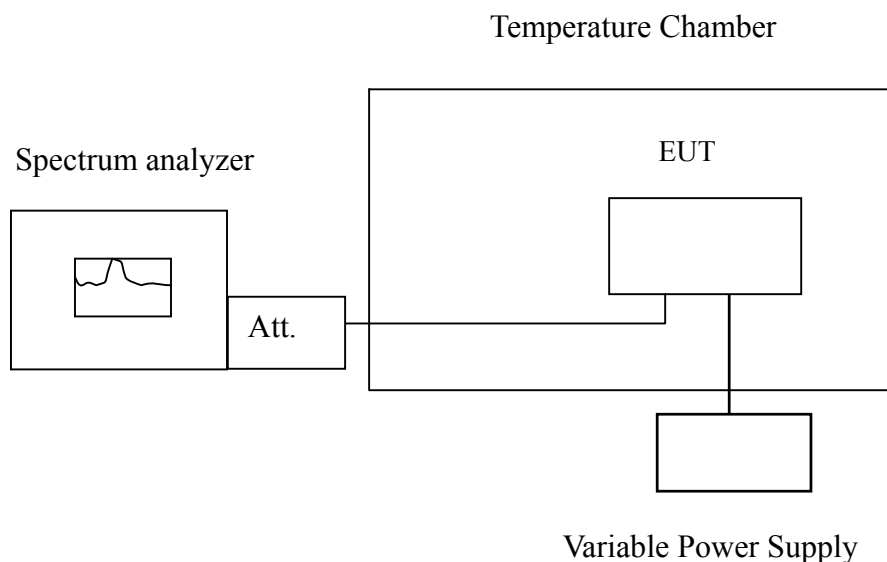 Temperature Chamber
Spectrum analyzer
EUT
Att.
Variable Power Supply